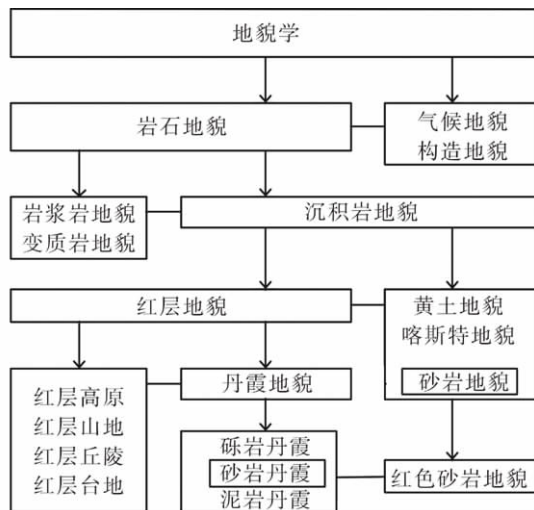 地貌学
岩石地貌
气候地貌
构造地貌
岩浆岩地貌
变质岩地貌
沉积岩地貌
红层地貌
黄土地貌
喀斯特地貌
砂岩地貌
红层高原
红层山地
红层丘陵
红层台地
丹霞地貌
砾岩丹霞
砂岩丹霞
泥岩丹霞
红色砂岩地貌